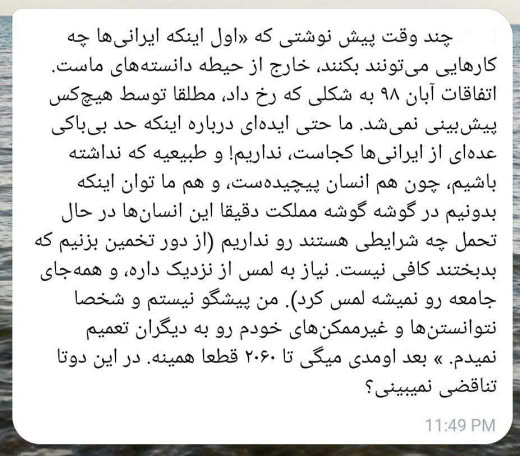 چند وقت پیش نوشتی که «اول اینکه ایرانی‌ها چه
کارهایی می‌تونند بکنند، خارج از حیطه دانسته‌های ماست.
اتفاقات آبان ۹۸ به شکلی که رخ داد، مطلقا توسط هیچ‌کس
پیش‌بینی نمی‌شد. ما حتی ایده‌ای درباره اینکه حد بی‌باکی
عده‌ای از ایرانی‌ها کجاست، نداریم! و طبیعیه که نداشته
باشیم، چون هم انسان پیچیده‌ست، و هم ما توان اینکه
بدونیم در گوشه گوشه مملکت دقیقا این انسان‌ها در حال
تحمل چه شرایطی هستند رو نداریم (از دور تخمین بزنیم که
بدبختند کافی نیست. نیاز به لمس از نزدیک داره، و همه‌جای
جامعه رو نمیشه لمس کرد). من پیشگو نیستم و شخصا
نتوانستن‌ها و غیرممکن‌های خودم رو به دیگران تعمیم
نمیدم. » بعد اومدی میگی تا ۲۰۶۰ قطعا همینه. در این دوتا
تناقضی نمیبینی؟
11:49 PM